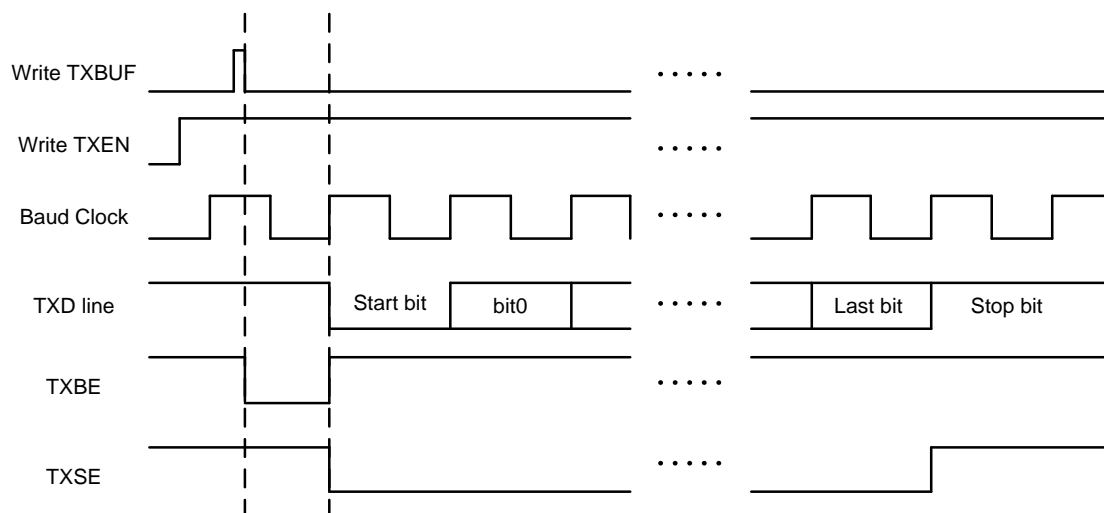 Write TXBUF
Write TXEN
Baud Clock
TXD line
Start bit
bit0
Last bit
Stop bit
TXBE
TXSE